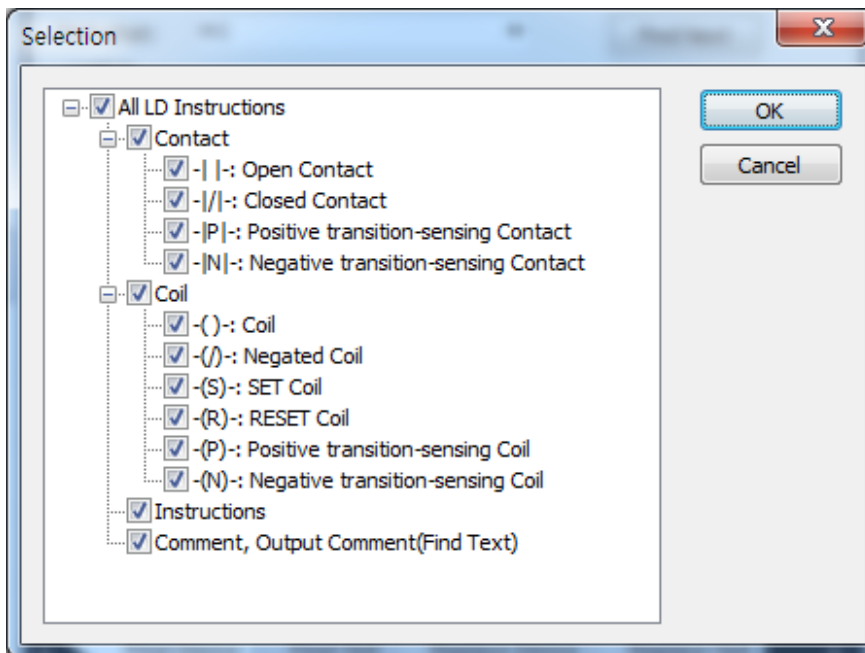 Selection
All LD Instructions
Contact
-| |-: Open Contact
-|/|-: Closed Contact
-|P|-: Positive transition-sensing Contact
-|N|-: Negative transition-sensing Contact
Coil
-( )-: Coil
-(/)-: Negated Coil
-(S)-: SET Coil
-(R)-: RESET Coil
-(P)-: Positive transition-sensing Coil
-(N)-: Negative transition-sensing Coil
Instructions
Comment, Output Comment(Find Text)
OK
Cancel